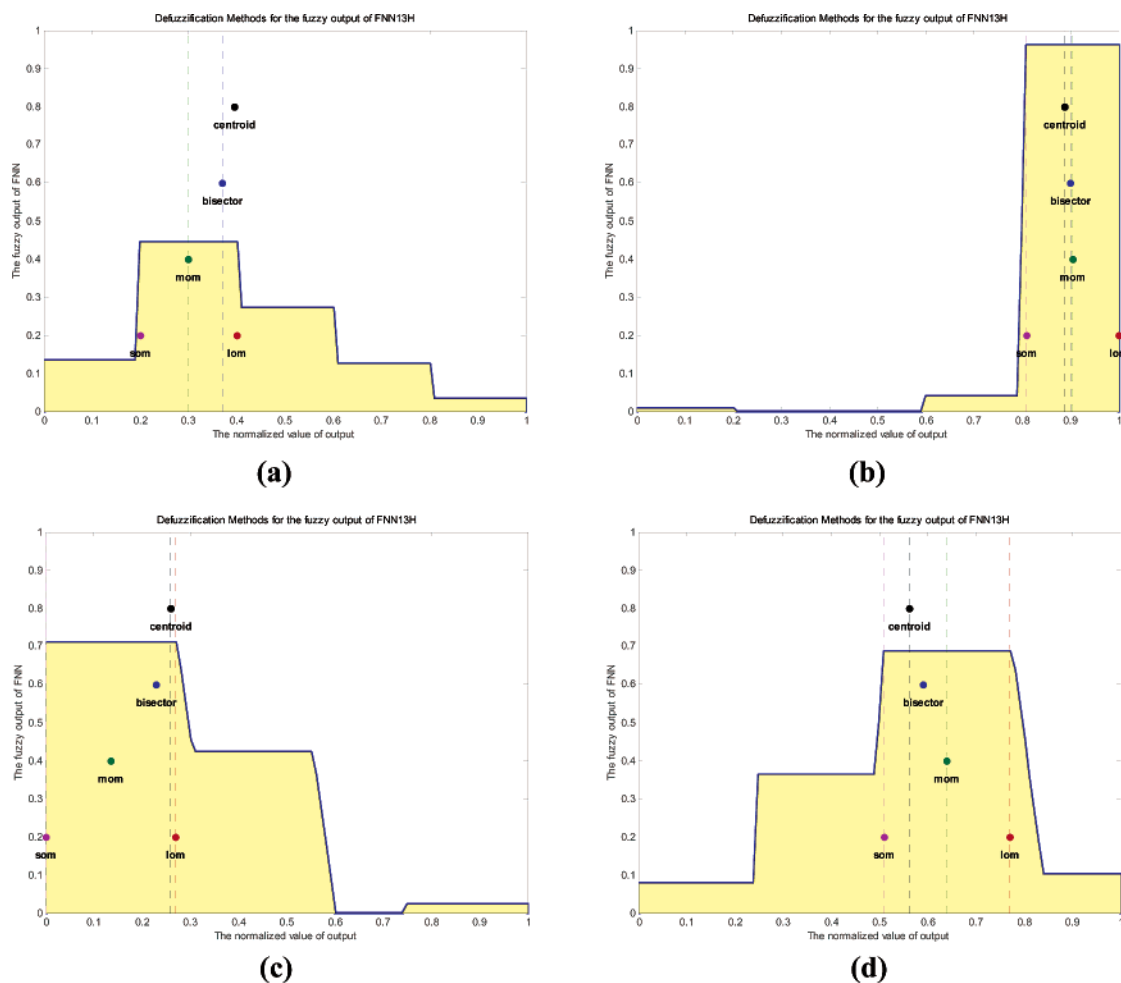 Defuzzification Methods for the fuzzy output of FNN13H
1
0.9
0.8
0.7
0.6
0.5
0.4
0.3
0.2
0.1
0
The fuzzy output of FNN
centroid
bisector
mom
som
lom
0 0.1 0.2 0.3 0.4 0.5 0.6 0.7 0.8 0.9 1
The normalized value of output
(a)
Defuzzification Methods for the fuzzy output of FNN13H
1
0.9
0.8
0.7
0.6
0.5
0.4
0.3
0.2
0.1
0
The fuzzy output of FNN
centroid
bisector
mom
som
lom
0 0.1 0.2 0.3 0.4 0.5 0.6 0.7 0.8 0.9 1
The normalized value of output
(b)
Defuzzification Methods for the fuzzy output of FNN13H
1
0.9
0.8
0.7
0.6
0.5
0.4
0.3
0.2
0.1
0
The fuzzy output of FNN
centroid
bisector
mom
som
lom
0 0.1 0.2 0.3 0.4 0.5 0.6 0.7 0.8 0.9 1
The normalized value of output
(c)
Defuzzification Methods for the fuzzy output of FNN13H
1
0.9
0.8
0.7
0.6
0.5
0.4
0.3
0.2
0.1
0
The fuzzy output of FNN
centroid
bisector
mom
som
lom
0 0.1 0.2 0.3 0.4 0.5 0.6 0.7 0.8 0.9 1
The normalized value of output
(d)